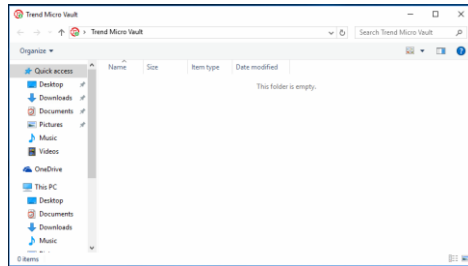 Trend Micro Vault
Trend Micro Vault
Search Trend Micro Vault
Organize
Name Size Item type Date modified
This folder is empty.
Quick access
Desktop
Downloads
Documents
Pictures
Music
Videos
OneDrive
This PC
Desktop
Documents
Downloads
Music
0 items